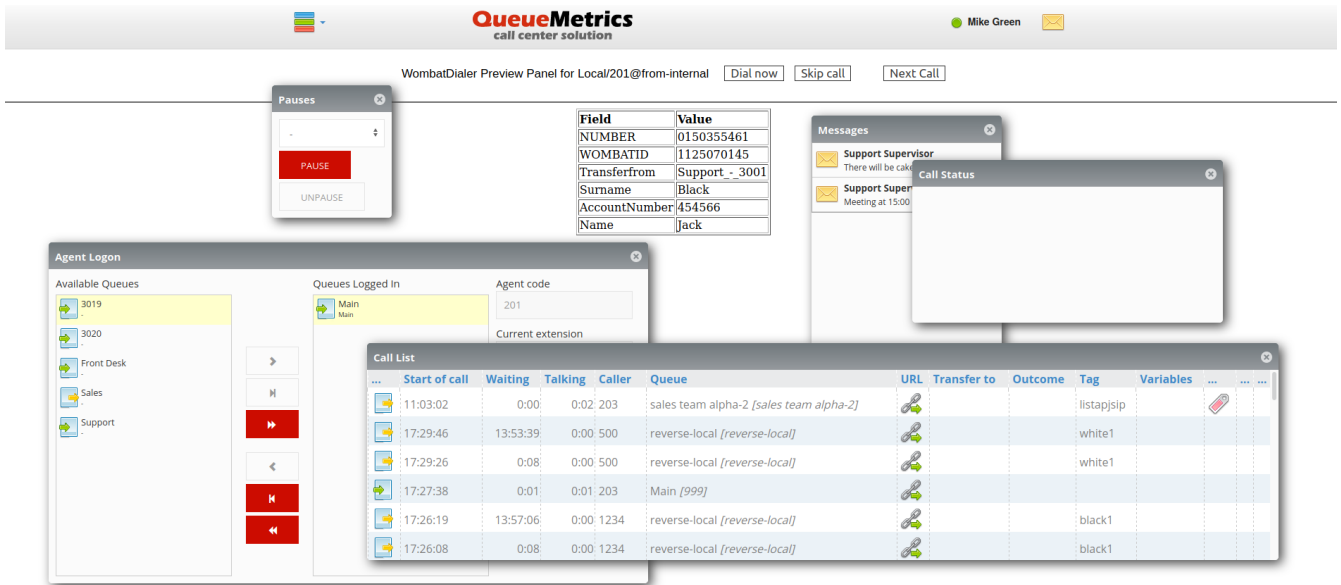 QueueMetrics
call center solution
Mike Green
WombatDialer Preview Panel for Local/201@from-internal
Dial now
Skip call
Next Call
Pauses
-
PAUSE
UNPAUSE
Field Value
NUMBER 0150355461
WOMBATID 1125070145
Transferfrom Support_-_3001
Surname Black
AccountNumber 454566
Name Jack
Messages
Support Supervisor
There will be cake
Support Super
Meeting at 15:00
Call Status
Agent Logon
Available Queues
3019
-
3020
-
Front Desk
-
Sales
-
Support
-
Queues Logged In
Main
Main
Agent code
201
Current extension
Call List
... Start of call Waiting Talking Caller Queue URL Transfer to Outcome Tag Variables ... ... ...
11:03:02 0:00 0:02 203 sales team alpha-2 [sales team alpha-2] listapjsip
17:29:46 13:53:39 0:00 500 reverse-local [reverse-local] white1
17:29:26 0:08 0:00 500 reverse-local [reverse-local] white1
17:27:38 0:01 0:01 203 Main [999]
17:26:19 13:57:06 0:00 1234 reverse-local [reverse-local] black1
17:26:08 0:08 0:00 1234 reverse-local [reverse-local] black1